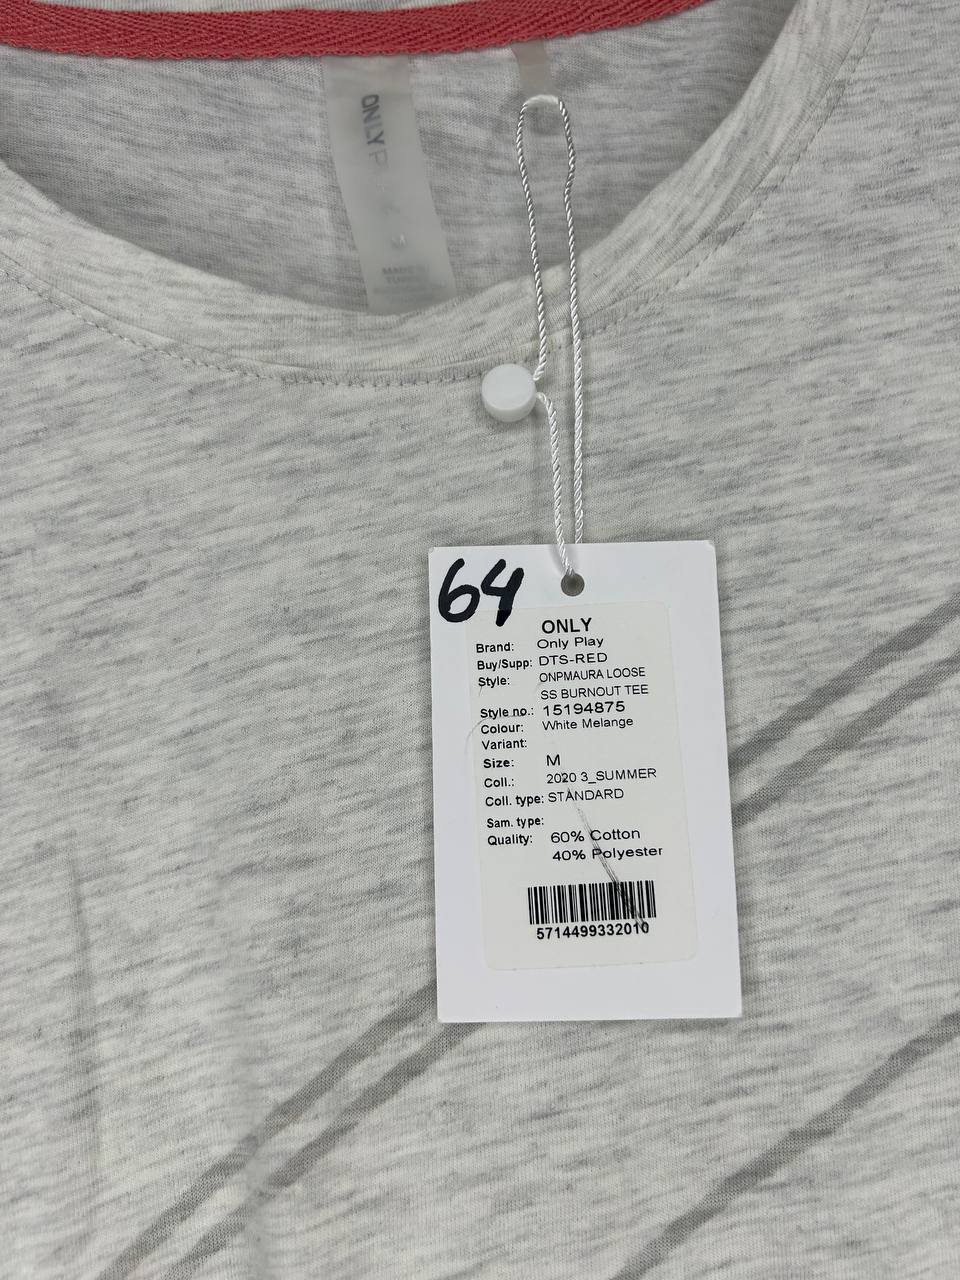 ONLY P
M
MADE
64
ONLY
Brand: Only Play
Buy/Supp: DTS-RED
Style: ONPMAURA LOOSE
SS BURNOUT TEE
Style no.: 15194875
Colour: White Melange
Variant:
Size: M
Coll.: 2020 3_SUMMER
Coll. type: STANDARD
Sam. type:
Quality: 60% Cotton
40% Polyester
5714499332010